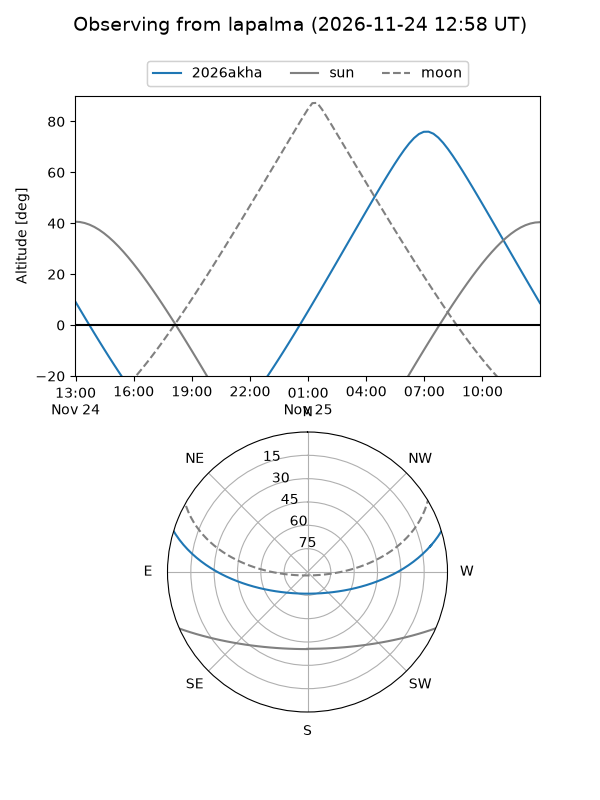 Observing from lapalma (2026-11-24 12:58 UT)
2026akha sun moon
Altitude [deg]
80
60
40
20
0
−20
13:00 16:00 19:00 22:00 01:00 04:00 07:00 10:00
Nov 24 Nov 25
N
NE NW
15
30
45
60
75
E W
SE SW
S